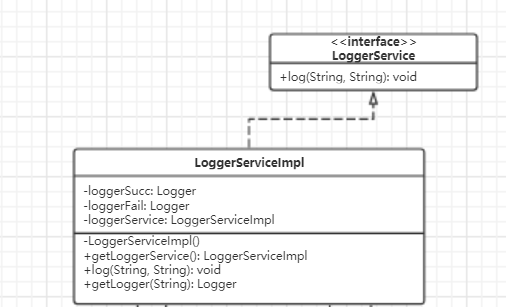 <<interface>>
LoggerService
+log(String, String): void
LoggerServiceImpl
-loggerSucc: Logger
-loggerFail: Logger
-loggerService: LoggerServiceImpl
-LoggerServiceImpl()
+getLoggerService(): LoggerServiceImpl
+log(String, String): void
+getLogger(String): Logger